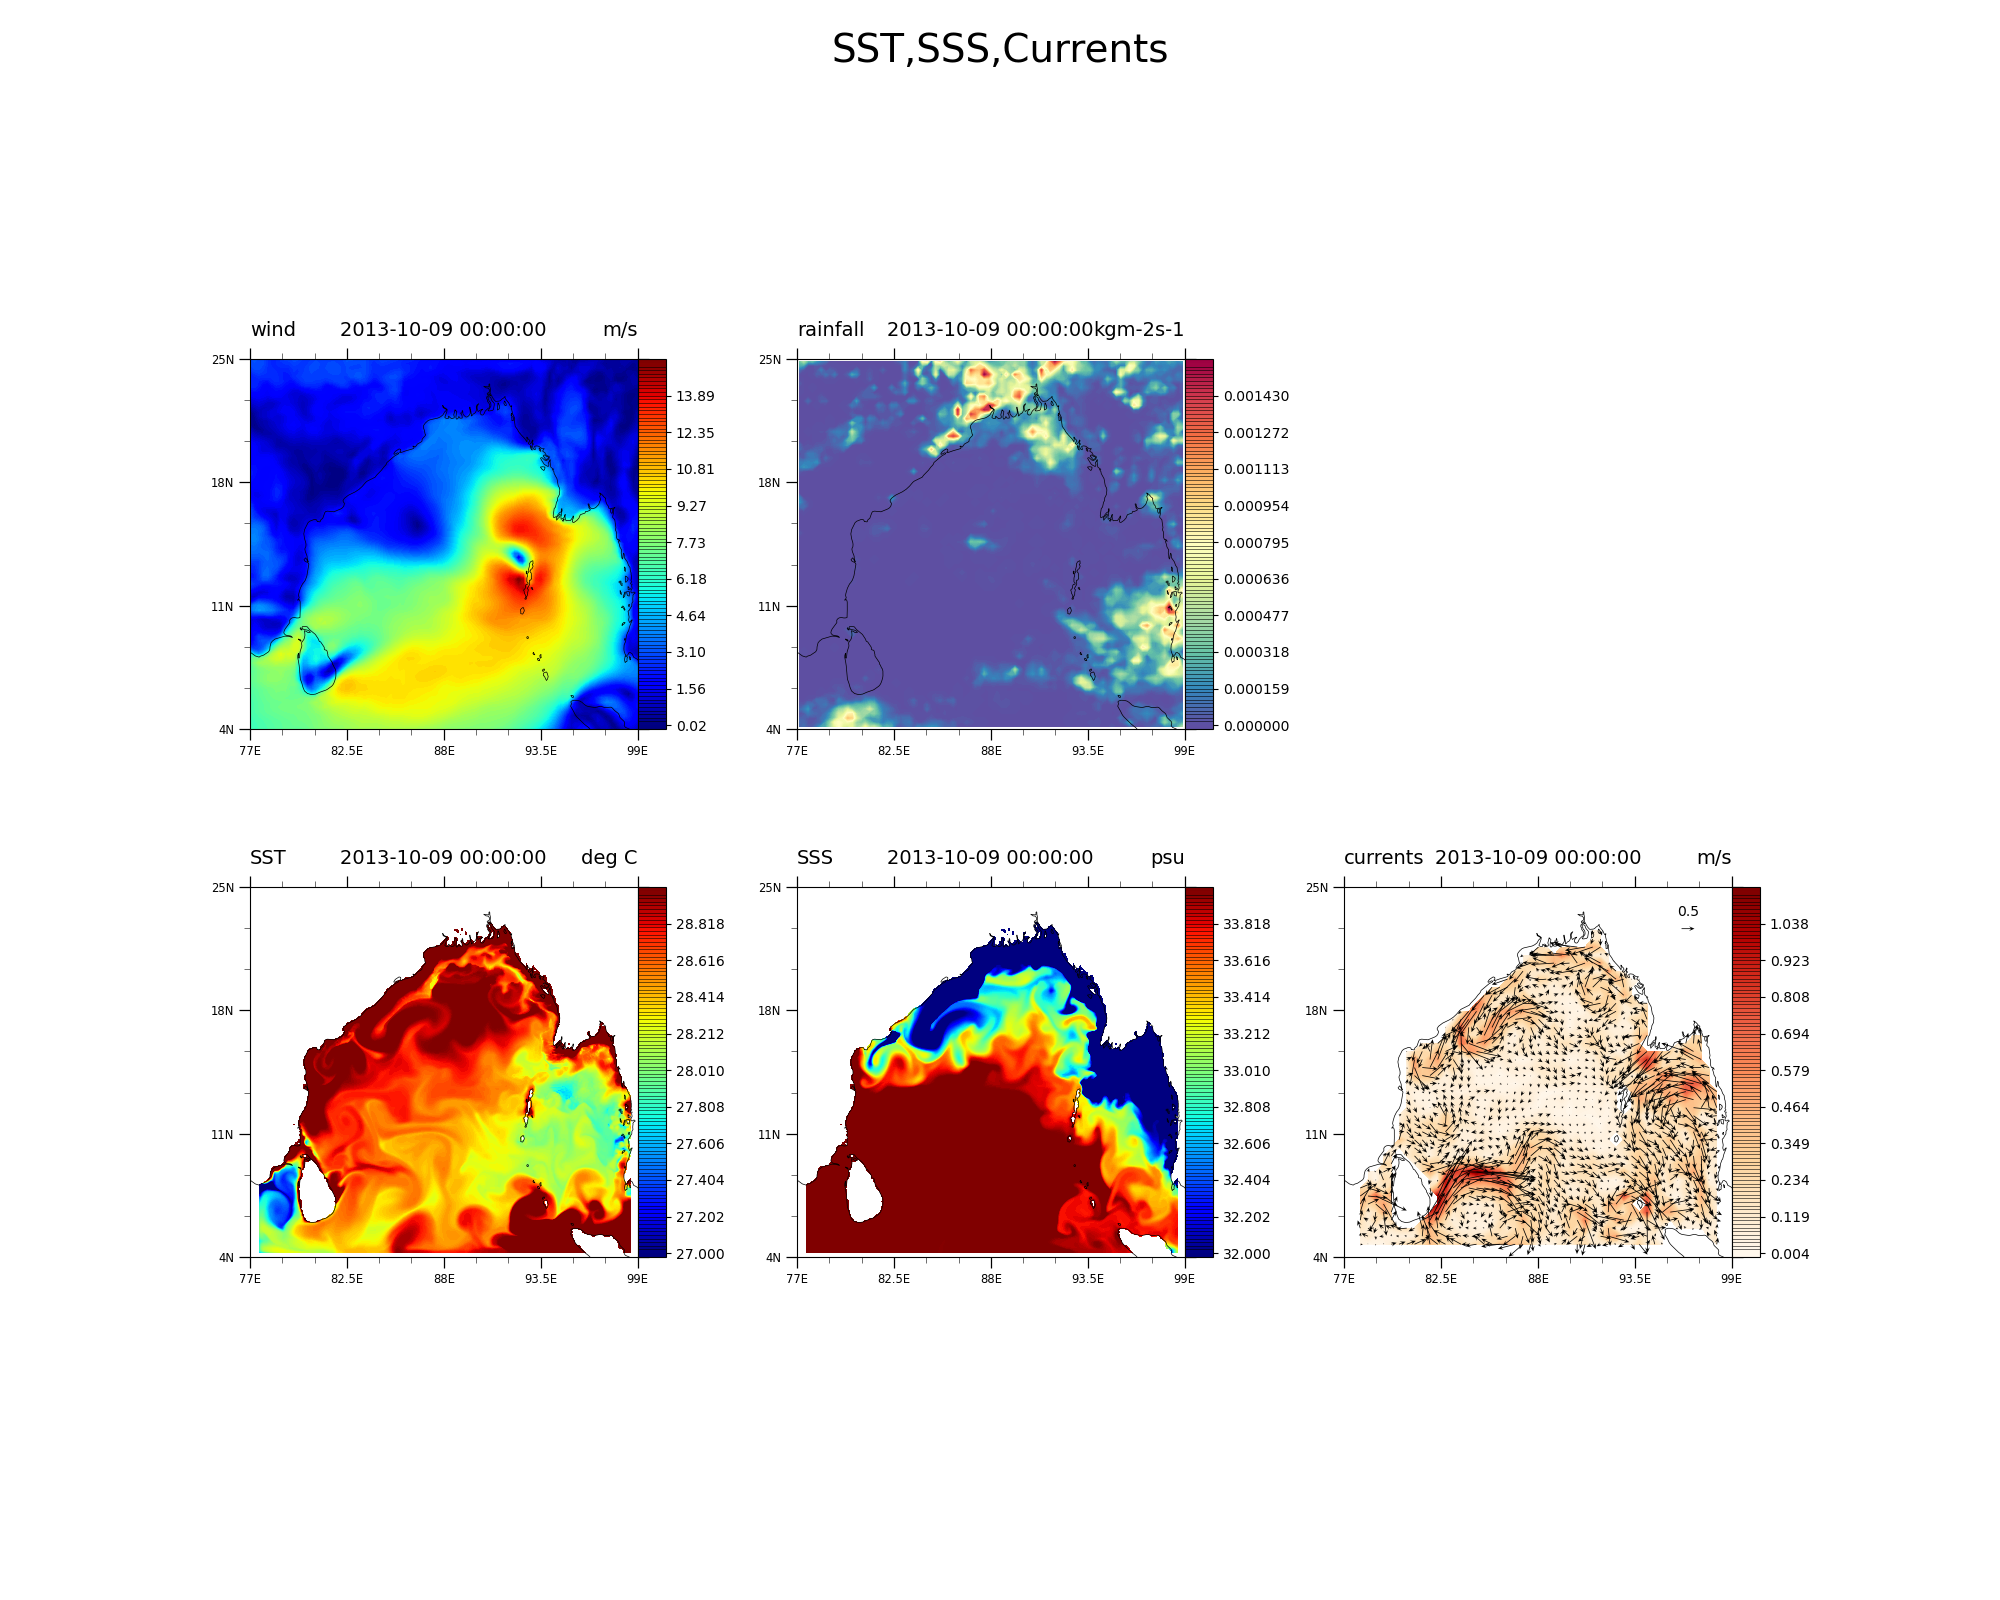 SST,SSS,Currents
wind 2013-10-09 00:00:00 m/s
25N
18N
11N
4N
77E 82.5E 88E 93.5E 99E
13.89
12.35
10.81
9.27
7.73
6.18
4.64
3.10
1.56
0.02
rainfall 2013-10-09 00:00:00kgm-2s-1
25N
18N
11N
4N
77E 82.5E 88E 93.5E 99E
0.001430
0.001272
0.001113
0.000954
0.000795
0.000636
0.000477
0.000318
0.000159
0.000000
SST 2013-10-09 00:00:00 deg C
25N
18N
11N
4N
77E 82.5E 88E 93.5E 99E
28.818
28.616
28.414
28.212
28.010
27.808
27.606
27.404
27.202
27.000
SSS 2013-10-09 00:00:00 psu
25N
18N
11N
4N
77E 82.5E 88E 93.5E 99E
33.818
33.616
33.414
33.212
33.010
32.808
32.606
32.404
32.202
32.000
currents 2013-10-09 00:00:00 m/s
0.5
25N
18N
11N
4N
77E 82.5E 88E 93.5E 99E
1.038
0.923
0.808
0.694
0.579
0.464
0.349
0.234
0.119
0.004